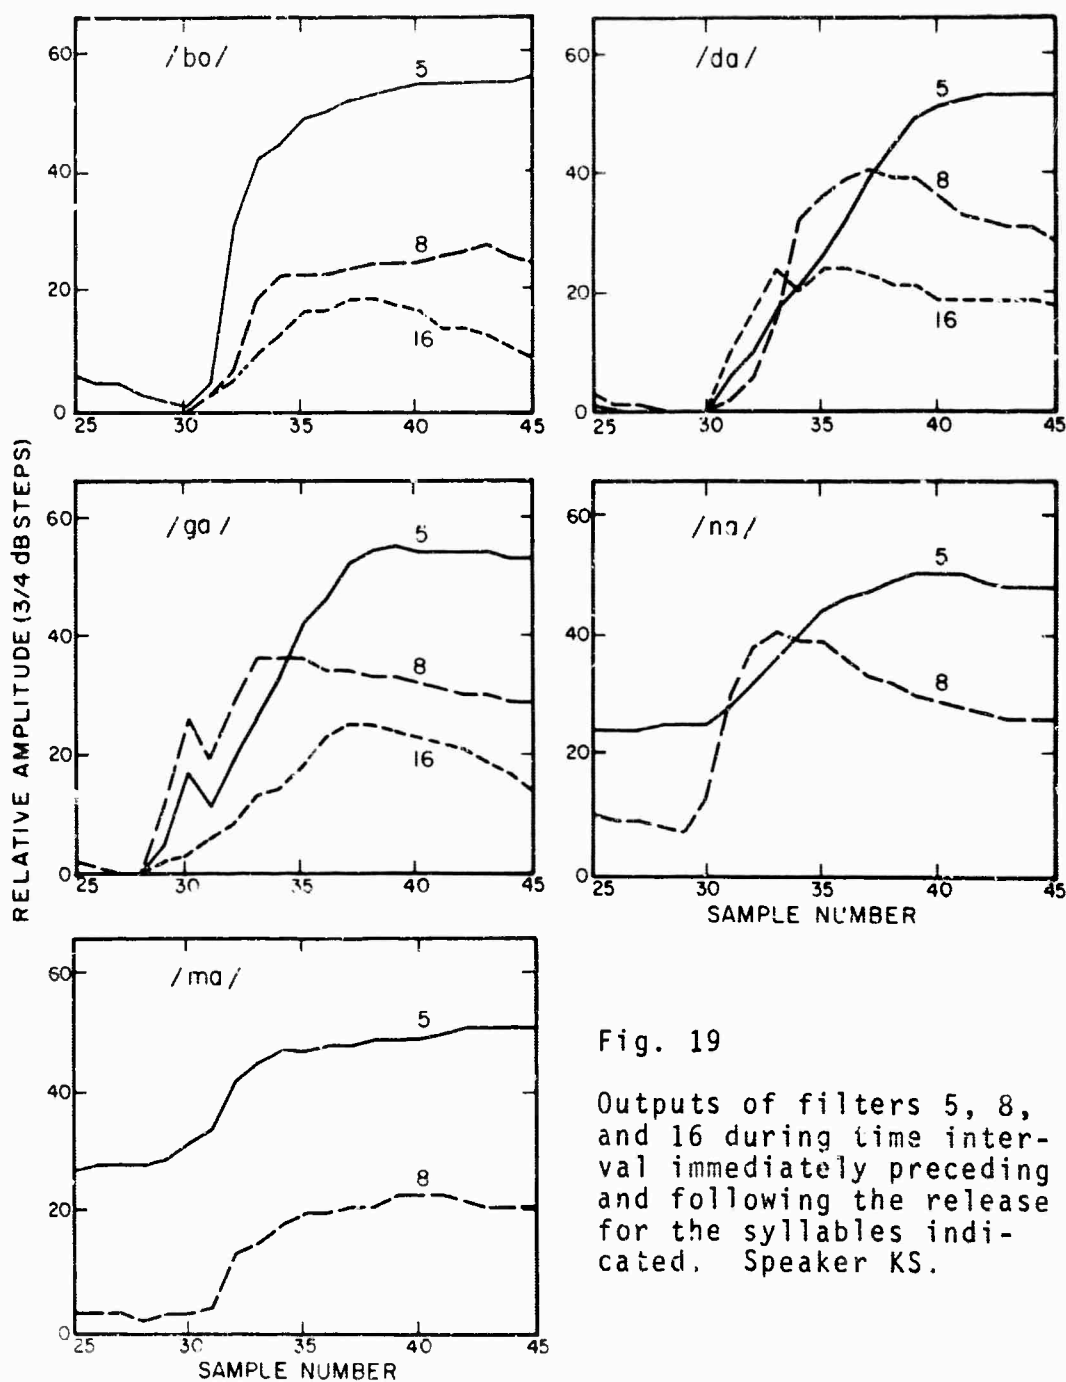 /ba/
60
40
20
0
5
8
16
25 30 35 40 45
/da/
60
40
20
0
5
8
16
25 30 35 40 45
RELATIVE AMPLITUDE (3/4 dB STEPS)
/ga/
60
40
20
0
5
8
16
25 30 35 40 45
/na/
60
40
20
0
5
8
25 30 35 40 45
SAMPLE NUMBER
/ma/
60
40
20
0
5
8
25 30 35 40 45
SAMPLE NUMBER
Fig. 19
Outputs of filters 5, 8,
and 16 during time inter-
val immediately preceding
and following the release
for the syllables indi-
cated. Speaker KS.